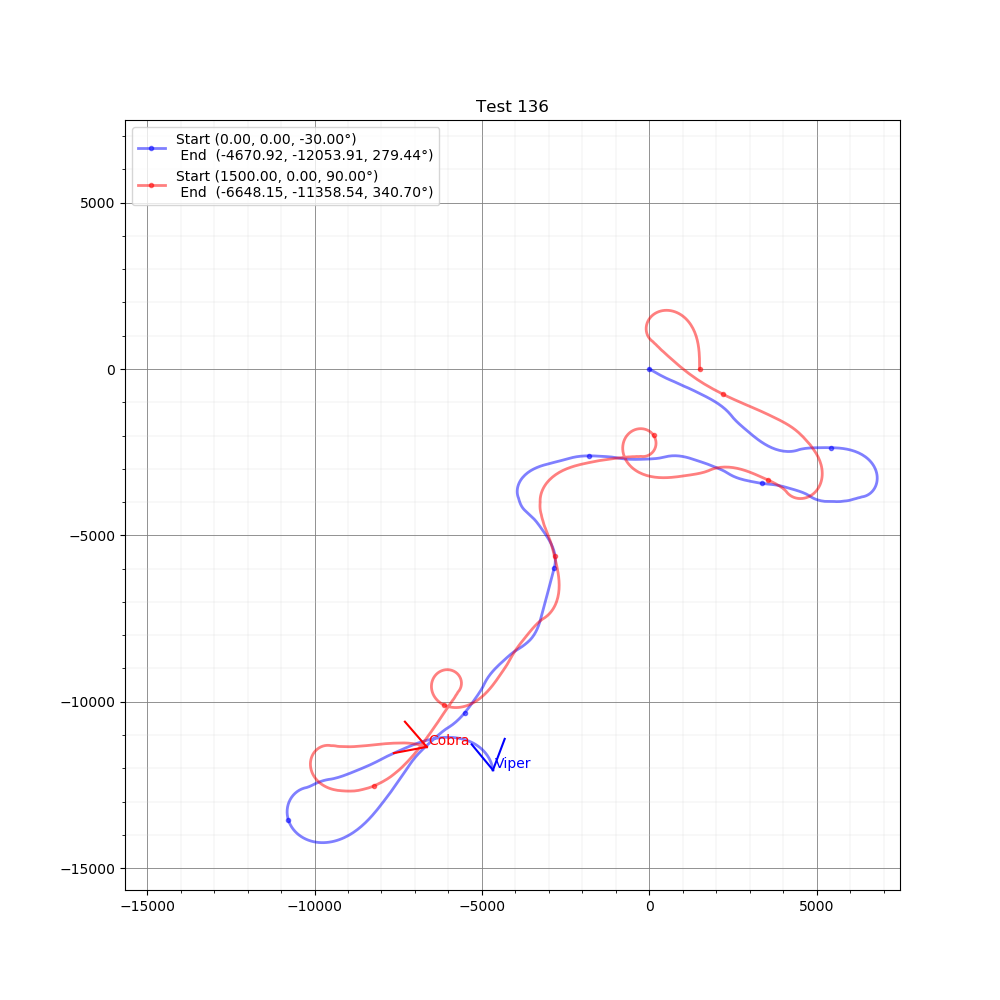 Test 136
Start (0.00, 0.00, -30.00°)
End  (-4670.92, -12053.91, 279.44°)
Start (1500.00, 0.00, 90.00°)
End  (-6648.15, -11358.54, 340.70°)
5000
0
−5000
−10000
−15000
Cobra
Viper
−15000
−10000
−5000
0
5000